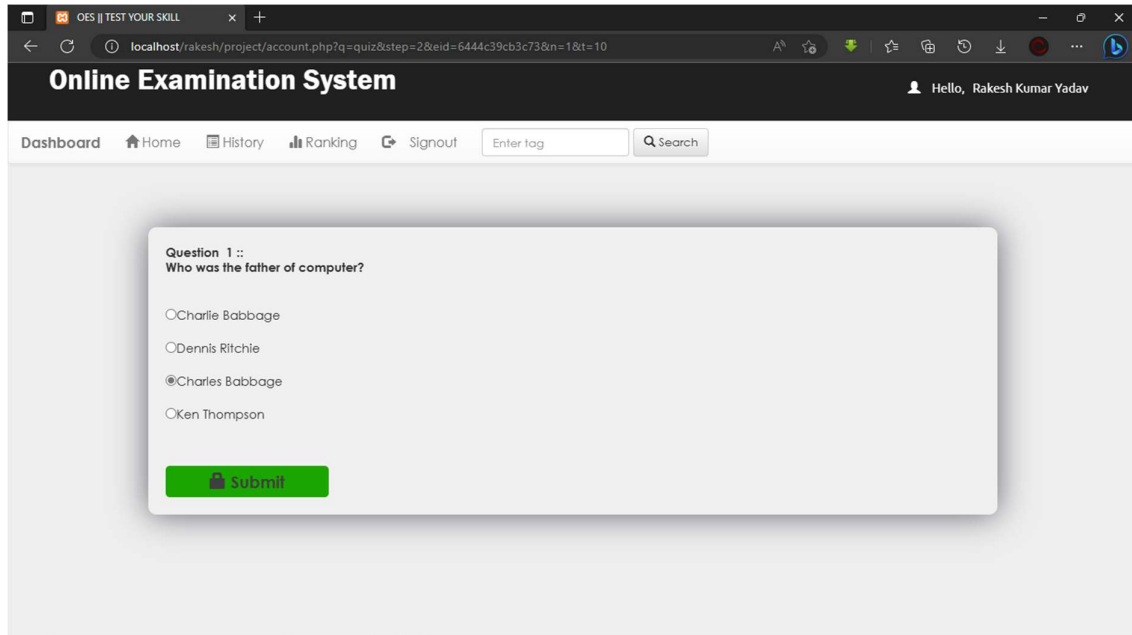 OES || TEST YOUR SKILL
localhost/rakesh/project/account.php?q=quiz&step=2&eid=6444c39cb3c73&n=1&t=10
Online Examination System
Hello, Rakesh Kumar Yadav
Dashboard Home History Ranking Signout Enter tag Search
Question 1 ::
Who was the father of computer?
Charlie Babbage
Dennis Ritchie
Charles Babbage
Ken Thompson
Submit